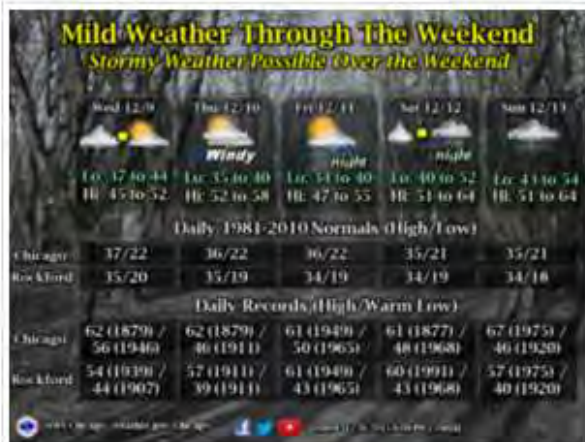 Mild Weather Through The Weekend
Stormy Weather Possible Over the Weekend
Wed 12/9 Thu 12/10 Fri 12/11 Sat 12/12 Sun 12/13
Windy night night
Lo: 37 to 44 Lo: 35 to 40 Lo: 34 to 40 Lo: 40 to 52 Lo: 43 to 54
Hi: 45 to 52 Hi: 52 to 58 Hi: 47 to 55 Hi: 51 to 64 Hi: 51 to 64
Daily 1981-2010 Normals (High/Low)
Chicago 37/22 36/22 36/22 35/21 35/21
Rockford 35/20 35/19 34/19 34/19 34/18
Daily Records (High/Warm Low)
Chicago 62 (1879) / 62 (1879) / 61 (1949) / 61 (1877) / 67 (1975) /
56 (1946) 46 (1911) 50 (1965) 48 (1968) 46 (1920)
Rockford 54 (1939) / 57 (1911) / 61 (1949) / 60 (1991) / 57 (1975) /
44 (1907) 39 (1911) 43 (1965) 43 (1968) 40 (1920)